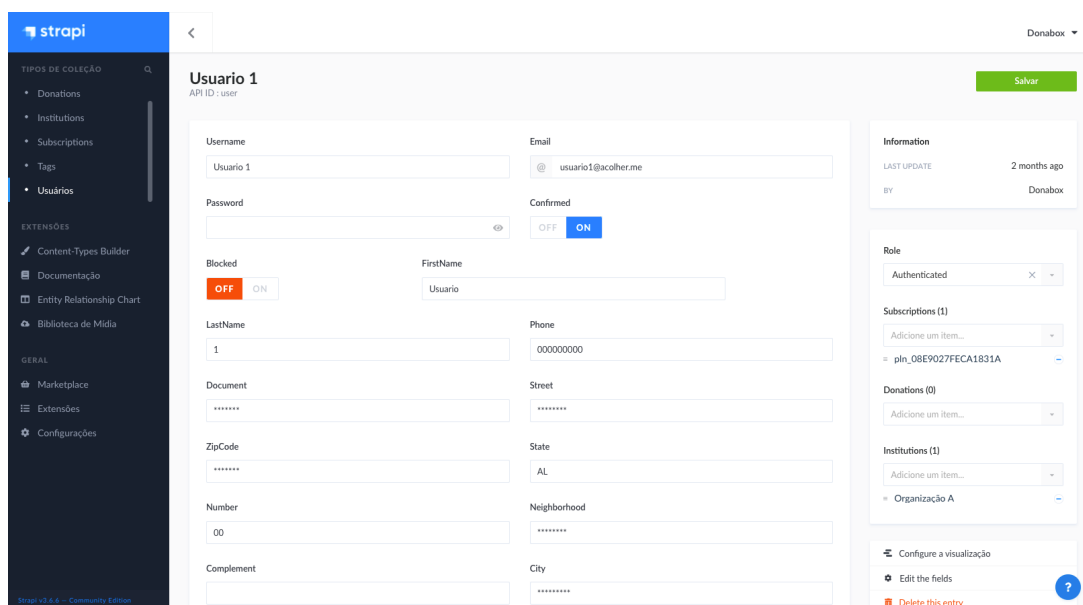 strapi
Donabox
TIPOS DE COLEÇÃO
Donations
Institutions
Subscriptions
Tags
Usuários
EXTENSÕES
Content-Types Builder
Documentação
Entity Relationship Chart
Biblioteca de Mídia
GERAL
Marketplace
Extensões
Configurações
Strapi v3.6.6 — Community Edition
Usuario 1
API ID : user
Salvar
Username
Usuario 1
Email
@ usuario1@acolher.me
Password
Confirmed
OFF ON
Blocked
OFF ON
FirstName
Usuario
LastName
1
Phone
000000000
Document
*******
Street
********
ZipCode
*******
State
AL
Number
00
Neighborhood
********
Complement
City
*********
Information
LAST UPDATE 2 months ago
BY Donabox
Role
Authenticated
Subscriptions (1)
Adicione um item...
pln_08E9027FECA1831A
Donations (0)
Adicione um item...
Institutions (1)
Adicione um item...
Organização A
Configure a visualização
Edit the fields
Delete this entry
?